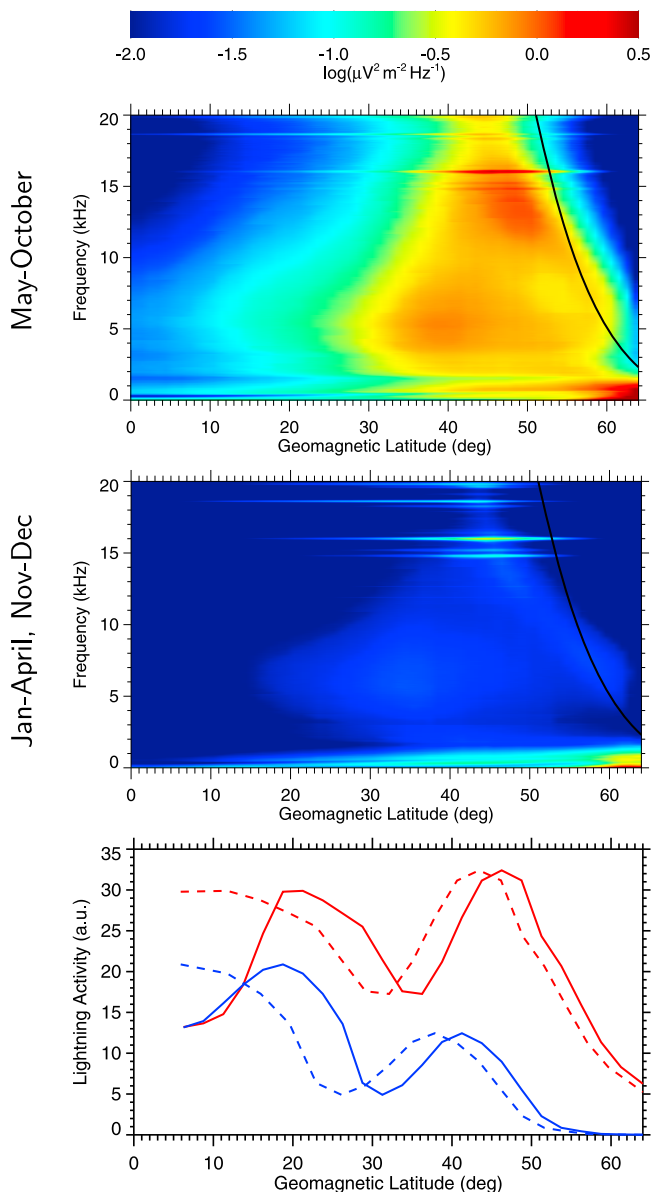 -2.0 -1.5 -1.0 -0.5 0.0 0.5
log(μV² m⁻² Hz⁻¹)
May-October
Frequency (kHz)
20
15
10
5
0
0 10 20 30 40 50 60
Geomagnetic Latitude (deg)
Jan-April, Nov-Dec
Frequency (kHz)
20
15
10
5
0
0 10 20 30 40 50 60
Geomagnetic Latitude (deg)
Lightning Activity (a.u.)
35
30
25
20
15
10
5
0
0 10 20 30 40 50 60
Geomagnetic Latitude (deg)